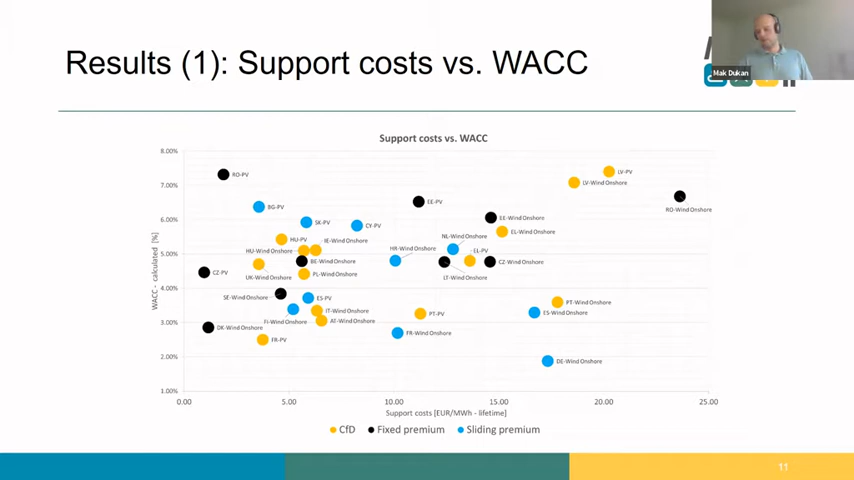 Results (1): Support costs vs. WACC
Mak Dukan
Support costs vs. WACC
WACC - calculated [%]
8.00%
7.00%
6.00%
5.00%
4.00%
3.00%
2.00%
1.00%
RO-PV
LV-PV
LV-Wind Onshore
RO-Wind Onshore
BG-PV
EE-PV
SK-PV
CY-PV
EE-Wind Onshore
EL-Wind Onshore
HU-PV
IE-Wind Onshore
NL-Wind Onshore
HU-Wind Onshore
HR-Wind Onshore
EL-PV
BE-Wind Onshore
CZ-Wind Onshore
CZ-PV
UK-Wind Onshore
PL-Wind Onshore
LT-Wind Onshore
SE-Wind Onshore
ES-PV
PT-Wind Onshore
IT-Wind Onshore
PT-PV
ES-Wind Onshore
FI-Wind Onshore
AT-Wind Onshore
DK-Wind Onshore
FR-Wind Onshore
FR-PV
DE-Wind Onshore
0.00 5.00 10.00 15.00 20.00 25.00
Support costs [EUR/MWh - lifetime]
CfD Fixed premium Sliding premium
11